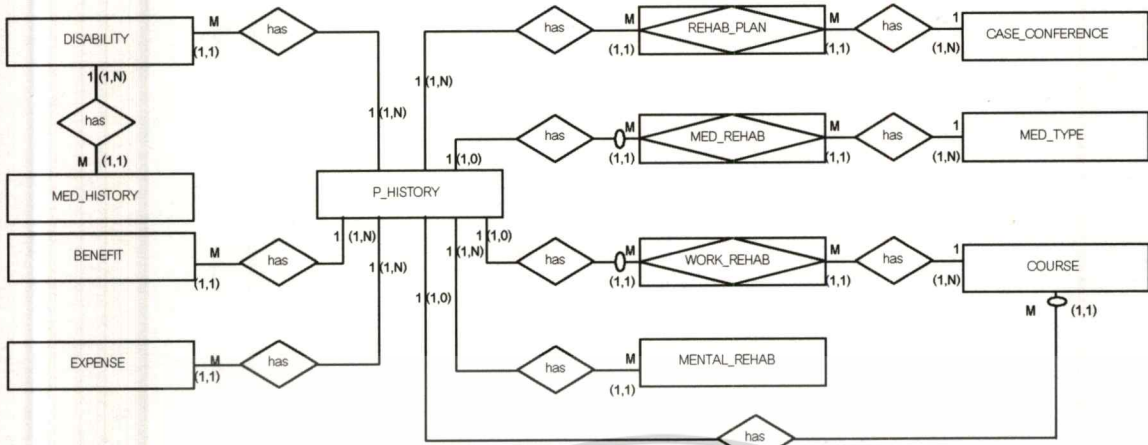 M
has
M
has
M
has
1
DISABILITY
REHAB_PLAN
CASE_CONFERENCE
(1,1)
(1,1)
(1,1)
(1,N)
1 (1,N)
1 (1,N)
1 (1,N)
has
has
M
M
has
1
MED_REHAB
MED_TYPE
1 (1,0)
(1,1)
(1,1)
(1,N)
M (1,1)
MED_HISTORY
P_HISTORY
1 (1,N)
1 (1,0)
1 (1,N)
BENEFIT
M
has
has
M
WORK_REHAB
M
has
1
COURSE
(1,1)
1 (1,N)
(1,1)
(1,1)
(1,N)
1 (1,0)
M (1,1)
EXPENSE
M
has
has
M
MENTAL_REHAB
(1,1)
(1,1)
has